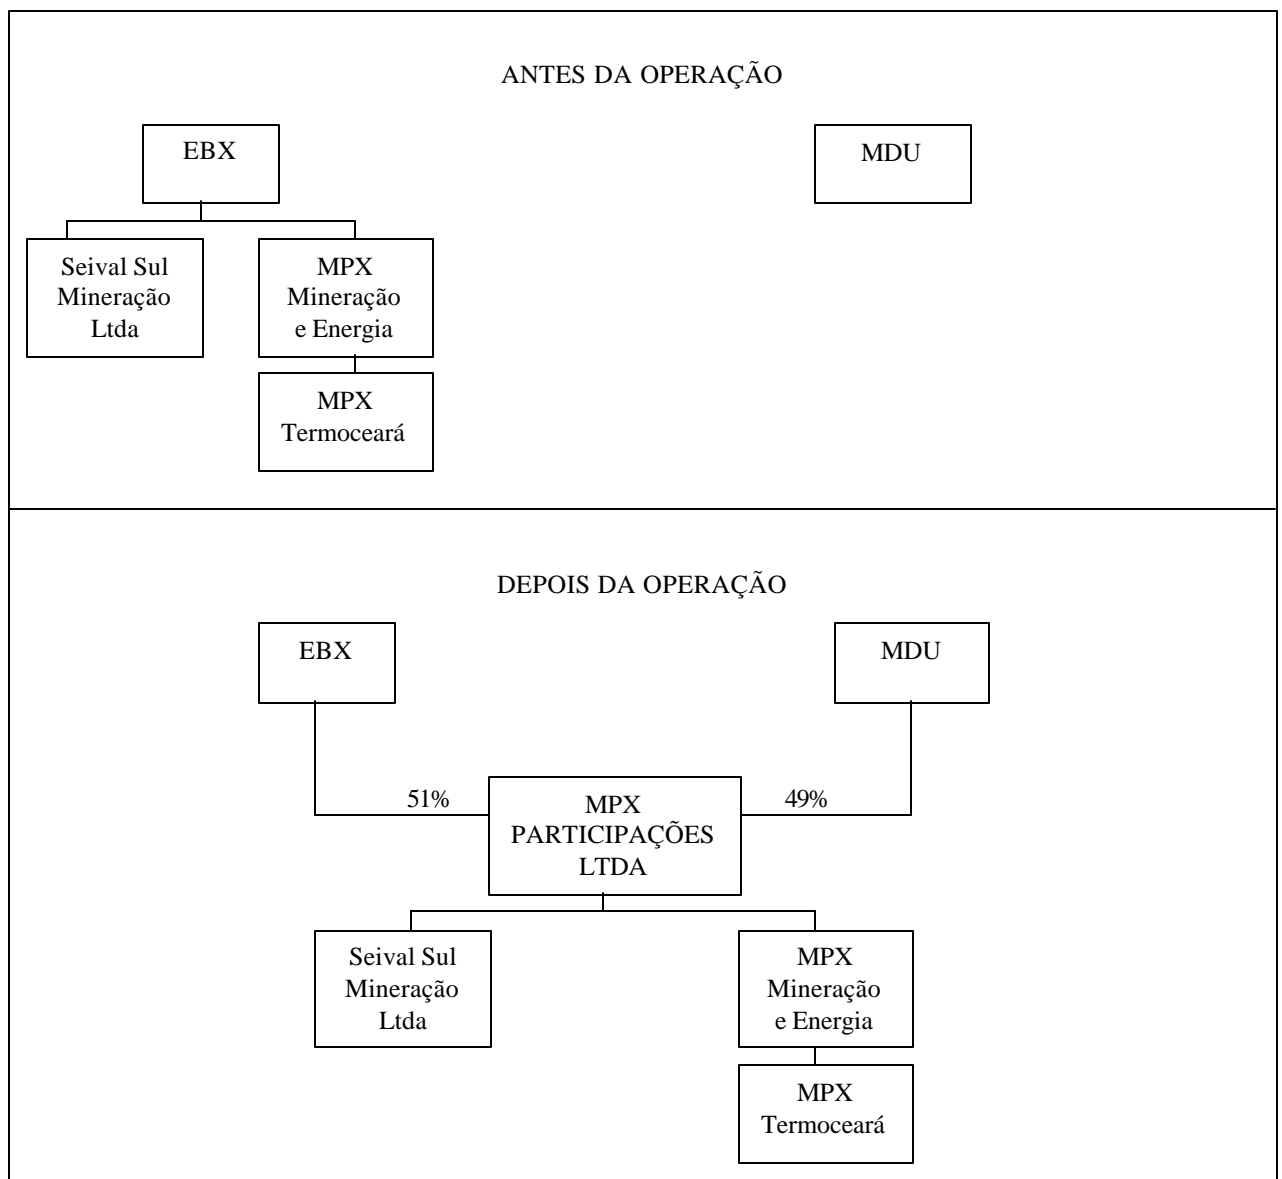 ANTES DA OPERAÇÃO
EBX
MDU
Seival Sul
Mineração
Ltda
MPX
Mineração
e Energia
MPX
Termoceará
DEPOIS DA OPERAÇÃO
EBX
MDU
51%
49%
MPX
PARTICIPAÇÕES
LTDA
Seival Sul
Mineração
Ltda
MPX
Mineração
e Energia
MPX
Termoceará